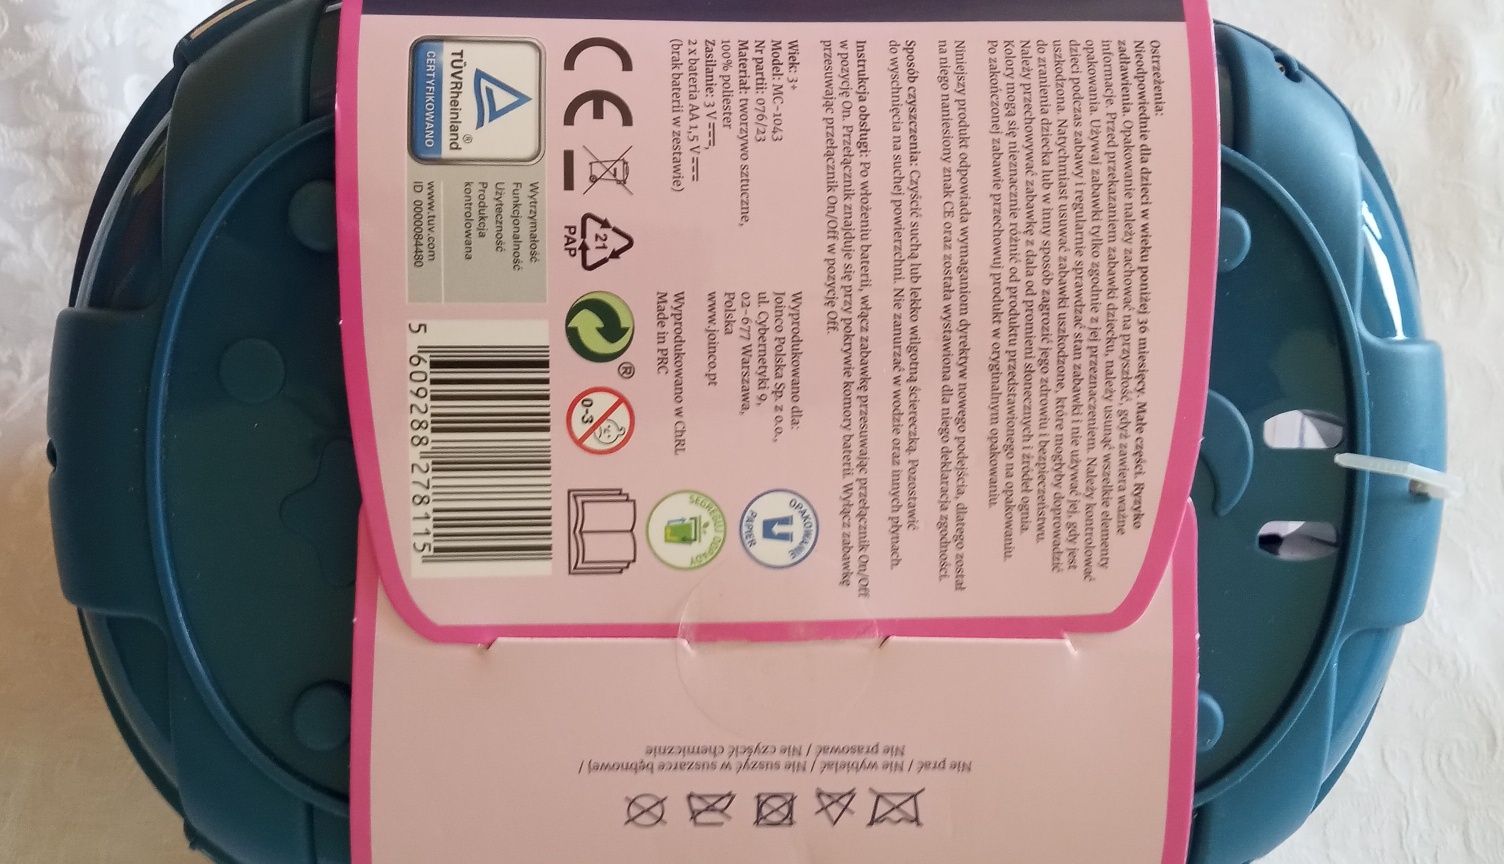 Ostrzeżenia:
Nieodpowiednie dla dzieci w wieku poniżej 36 miesięcy. Małe części. Ryzyko
zadławienia. Opakowanie należy zachować na przyszłość, gdyż zawiera ważne
informacje. Przed przekazaniem zabawki dziecku, należy usunąć wszelkie elementy
opakowania. Używaj zabawki tylko zgodnie z jej przeznaczeniem. Należy kontrolować
dzieci podczas zabawy i regularnie sprawdzać stan zabawki i nie używać jej, gdy jest
uszkodzona. Natychmiast usuwać zabawki uszkodzone, które mogłyby doprowadzić
do zranienia dziecka lub w inny sposób zagrozić jego zdrowiu i bezpieczeństwu.
Należy przechowywać zabawkę z dala od promieni słonecznych i źródeł ognia.
Kolory mogą się nieznacznie różnić od produktu przedstawionego na opakowaniu.
Po zakończonej zabawie przechowuj produkt w oryginalnym opakowaniu.
Niniejszy produkt odpowiada wymaganiom dyrektyw nowego podejścia, dlatego został
na niego naniesiony znak CE oraz została wystawiona dla niego deklaracja zgodności.
Sposób czyszczenia: Czyścić suchą lub lekko wilgotną ściereczką. Pozostawić
do wyschnięcia na suchej powierzchni. Nie zanurzać w wodzie oraz innych płynach.
Instrukcja obsługi: Po włożeniu baterii, włącz zabawkę przesuwając przełącznik On/Off
w pozycję On. Przełącznik znajduje się przy pokrywie komory baterii. Wyłącz zabawkę
przesuwając przełącznik On/Off w pozycję Off.
Wiek: 3+
Model: MC-1043
Nr partii: 076/23
Materiał: tworzywo sztuczne,
100% poliester
Zasilanie: 3 V,
2 x bateria AA 1,5 V
(brak baterii w zestawie)
Wyprodukowano dla:
Joinco Polska Sp. z o.o.,
ul. Cybernetyki 9,
02-677 Warszawa,
Polska
www.joinco.pt
Wyprodukowano w ChRL
Made in PRC
OPAKOWANIE
PAPIER
SEGREGUJ ODPADY
CE
21
PAP
®
0-3
TÜVRheinland®
CERTYFIKOWANO
Wytrzymałość
Funkcjonalność
Użyteczność
Produkcja
kontrolowana
www.tuv.com
ID 0000084480
5 609288 278115
Nie prać / Nie wybielać / Nie suszyć w suszarce bębnowej /
Nie prasować / Nie czyścić chemicznie